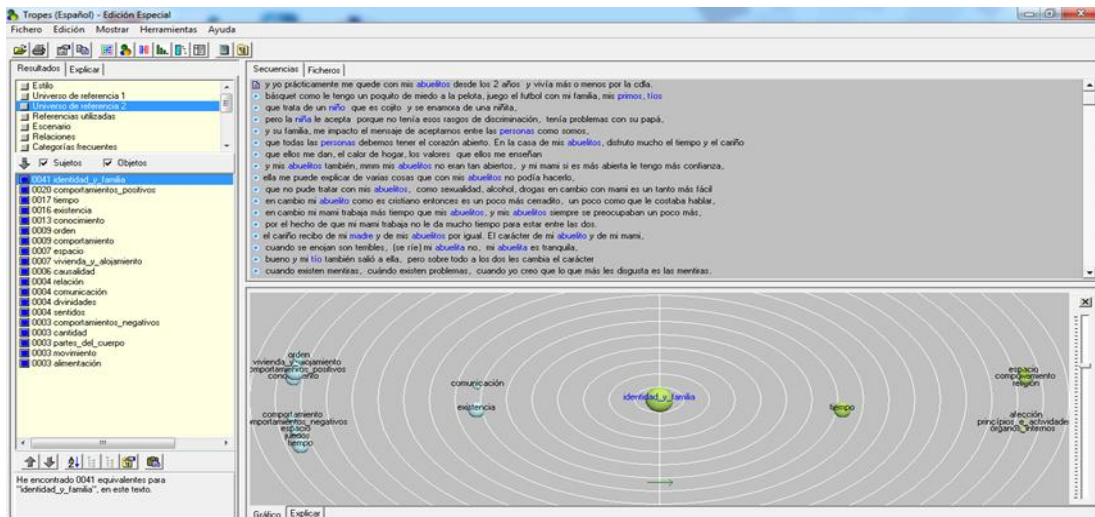 Tropes (Español) - Edición Especial
Fichero Edición Mostrar Herramientas Ayuda
Resultados Explicar
Estilo
Universo de referencia 1
Universo de referencia 2
Referencias utilizadas
Escenario
Relaciones
Categorías frecuentes
Sujetos Objetos
0041 identidad_y_familia
0020 comportamientos_positivos
0017 tiempo
0016 existencia
0013 conocimiento
0009 orden
0009 comportamiento
0007 espacio
0007 vivienda_y_alojamiento
0006 causalidad
0004 relación
0004 comunicación
0004 divinidades
0004 sentidos
0003 comportamientos_negativos
0003 cantidad
0003 partes_del_cuerpo
0003 movimiento
0003 alimentación
He encontrado 0041 equivalentes para
"identidad_y_familia", en este texto.
Secuencias Ficheros
y yo prácticamente me quede con mis abuelitos desde los 2 años y vivía más o menos por la cdla.
básquet como le tengo un poquito de miedo a la pelota, juego el futbol con mi familia, mis primos, tíos
que trata de un niño que es cojito y se enamora de una niñita,
pero la niña le acepta porque no tenía esos rasgos de discriminación, tenía problemas con su papá,
y su familia, me impacto el mensaje de aceptarnos entre las personas como somos,
que todas las personas debemos tener el corazón abierto. En la casa de mis abuelitos, disfruto mucho el tiempo y el cariño
que ellos me dan, el calor de hogar, los valores que ellos me enseñan
y mis abuelitos también, mmm mis abuelitos no eran tan abiertos, y mi mami si es más abierta le tengo más confianza,
ella me puede explicar de varias cosas que con mis abuelitos no podía hacerlo,
que no pude tratar con mis abuelitos, como sexualidad, alcohol, drogas en cambio con mami es un tanto más fácil
en cambio mi abuelito como es cristiano entonces es un poco más cerradito, un poco como que le costaba hablar,
en cambio mi mami trabaja más tiempo que mis abuelitos, y mis abuelitos siempre se preocupaban un poco más,
por el hecho de que mi mami trabaja no le da mucho tiempo para estar entre las dos.
el cariño recibo de mi madre y de mis abuelitos por igual. El carácter de mi abuelito y de mi mami,
cuando se enojan son terribles, (se ríe) mi abuelita no, mi abuelita es tranquila,
bueno y mi tío también salió a ella, pero sobre todo a los dos les cambia el carácter
cuando existen mentiras, cuándo existen problemas, cuando yo creo que lo que más les disgusta es las mentiras.
orden
vivienda_y_alojamiento
comportamientos_positivos
comunicación
existencia
comportamiento
comportamientos_negativos
espacio
juegos
tiempo
identidad_y_familia
tiempo
espacio
comportamiento
religión
afección
principios_e_actividades
organos_internos
Gráfico Explicar